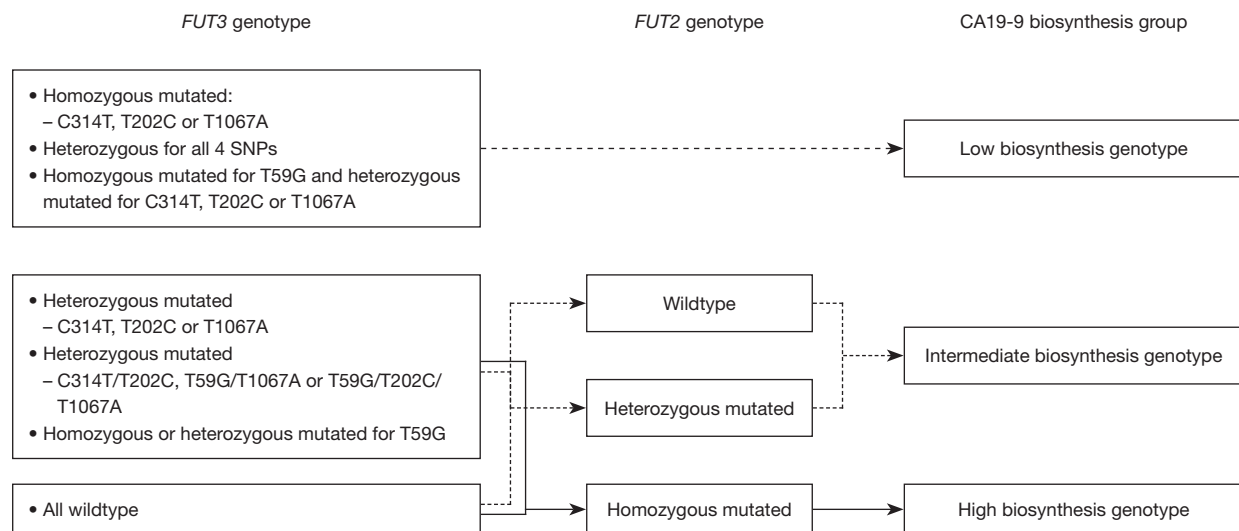 FUT3 genotype
FUT2 genotype
CA19-9 biosynthesis group
• Homozygous mutated:
– C314T, T202C or T1067A
• Heterozygous for all 4 SNPs
• Homozygous mutated for T59G and heterozygous
mutated for C314T, T202C or T1067A
Low biosynthesis genotype
• Heterozygous mutated
– C314T, T202C or T1067A
• Heterozygous mutated
– C314T/T202C, T59G/T1067A or T59G/T202C/
T1067A
• Homozygous or heterozygous mutated for T59G
Wildtype
Heterozygous mutated
Intermediate biosynthesis genotype
• All wildtype
Homozygous mutated
High biosynthesis genotype